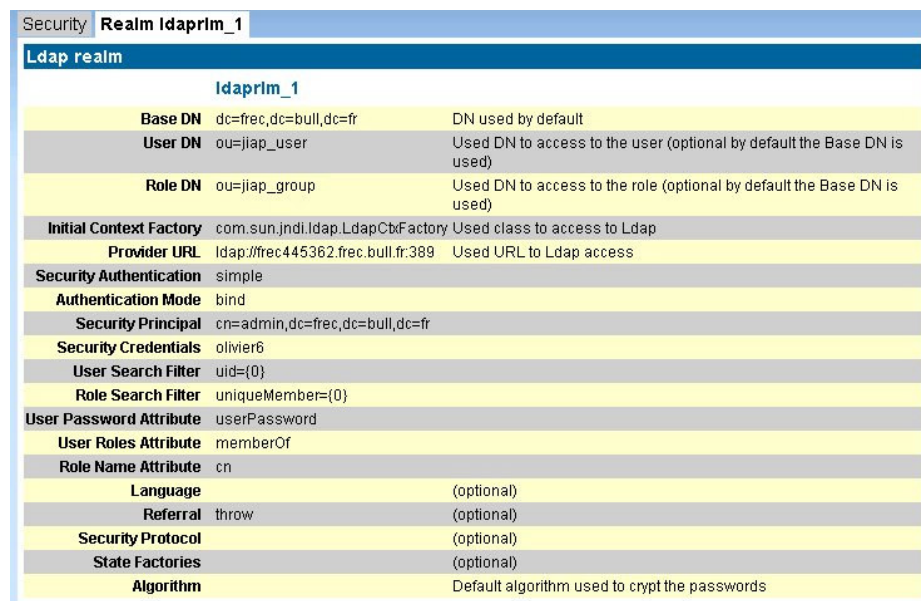 Security Realm ldaprlm_1
Ldap realm
ldaprlm_1
Base DN dc=frec,dc=bull,dc=fr DN used by default
User DN ou=jiap_user Used DN to access to the user (optional by default the Base DN is
used)
Role DN ou=jiap_group Used DN to access to the role (optional by default the Base DN is
used)
Initial Context Factory com.sun.jndi.ldap.LdapCtxFactory Used class to access to Ldap
Provider URL ldap://frec445362.frec.bull.fr:389 Used URL to Ldap access
Security Authentication simple
Authentication Mode bind
Security Principal cn=admin,dc=frec,dc=bull,dc=fr
Security Credentials olivier6
User Search Filter uid={0}
Role Search Filter uniqueMember={0}
User Password Attribute userPassword
User Roles Attribute memberOf
Role Name Attribute cn
Language (optional)
Referral throw (optional)
Security Protocol (optional)
State Factories (optional)
Algorithm Default algorithm used to crypt the passwords